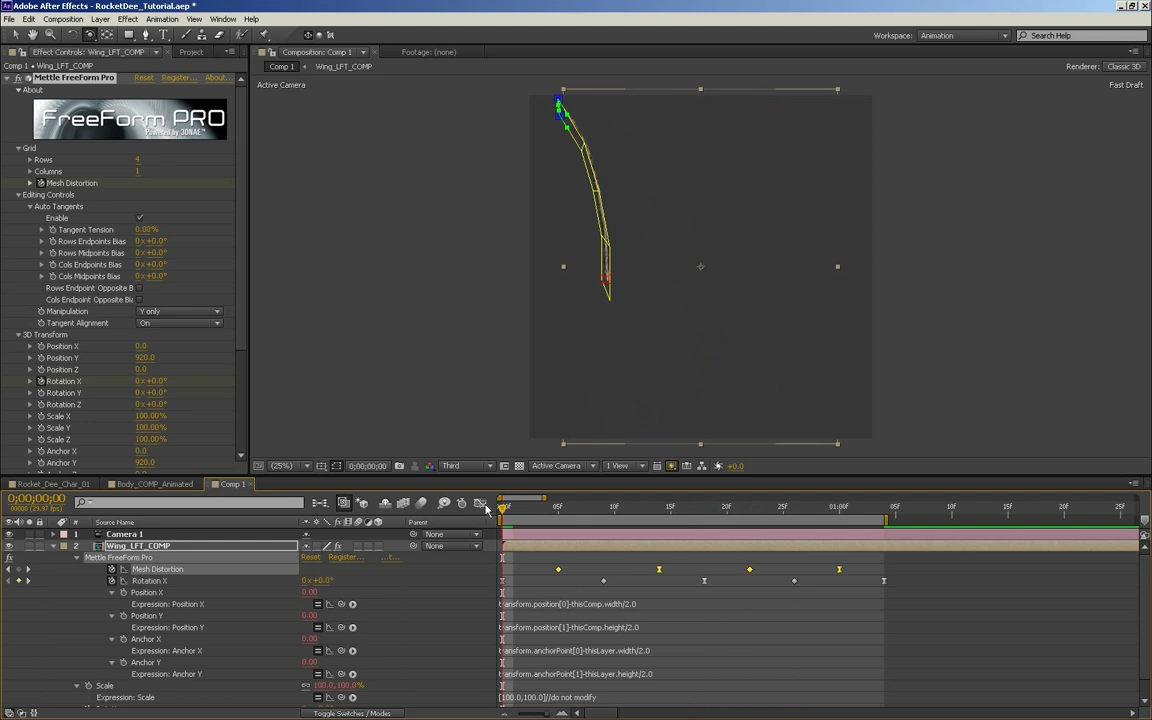 Adobe After Effects - RocketDee_Tutorial.aep *
File Edit Composition Layer Effect Animation View Window Help
Workspace: Animation Search Help
Effect Controls: Wing_LFT_COMP Project Composition: Comp 1 Footage: (none)
Comp 1 • Wing_LFT_COMP Comp 1 Wing_LFT_COMP Renderer: Classic 3D
Mettle FreeForm Pro Reset Register... About...
Active Camera Fast Draft
About
FreeForm PRO
Powered by 3DNAE™
Grid
Rows 4
Columns 1
Mesh Distortion
Editing Controls
Auto Tangents
Enable
Tangent Tension 0.00%
Rows Endpoints Bias 0x+0.0°
Rows Midpoints Bias 0x+0.0°
Cols Endpoints Bias 0x+0.0°
Cols Midpoints Bias 0x+0.0°
Rows Endpoint Opposite B
Cols Endpoint Opposite Bi
Manipulation Y only
Tangent Alignment On
3D Transform
Position X 0.0
Position Y 920.0
Position Z 0.0
Rotation X 0x+0.0°
Rotation Y 0x+0.0°
Rotation Z 0x+0.0°
Scale X 100.00%
Scale Y 100.00%
Scale Z 100.00%
Anchor X 0.0
Anchor Y 920.0
(25%) 0;00;00;00 Third Active Camera 1 View +0.0
Rocket_Dee_Char_01 Body_COMP_Animated Comp 1
0;00;00;00
00000 (29.97 fps)
05F 10F 15F 20F 25F 01:00F 05F 10F 15F 20F 25F
# Source Name Parent
1 Camera 1 None
2 Wing_LFT_COMP None
Mettle FreeForm Pro Reset Register... ...t...
Mesh Distortion
Rotation X 0x+0.0°
Position X 0.00
Expression: Position X transform.position[0]-thisComp.width/2.0
Position Y 0.00
Expression: Position Y transform.position[1]-thisComp.height/2.0
Anchor X 0.00
Expression: Anchor X transform.anchorPoint[0]-thisLayer.width/2.0
Anchor Y 0.00
Expression: Anchor Y transform.anchorPoint[1]-thisLayer.height/2.0
Scale 100.0,100.0%
Expression: Scale [100.0,100.0]//do not modify
Toggle Switches / Modes